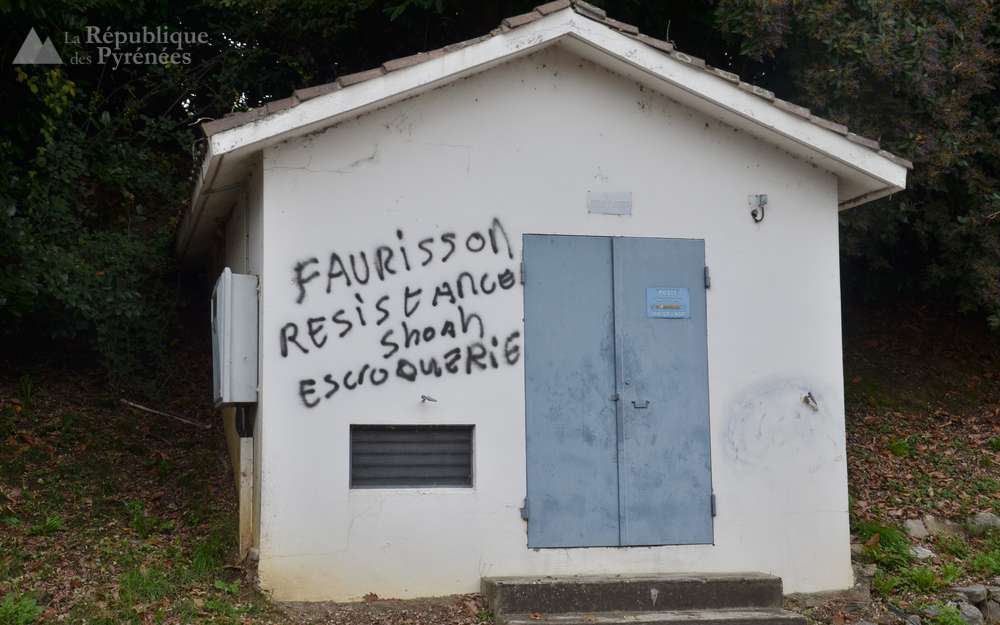 La République
des Pyrénées
FAURisson
RESisTANCE
Shoah
EscroQuERiE